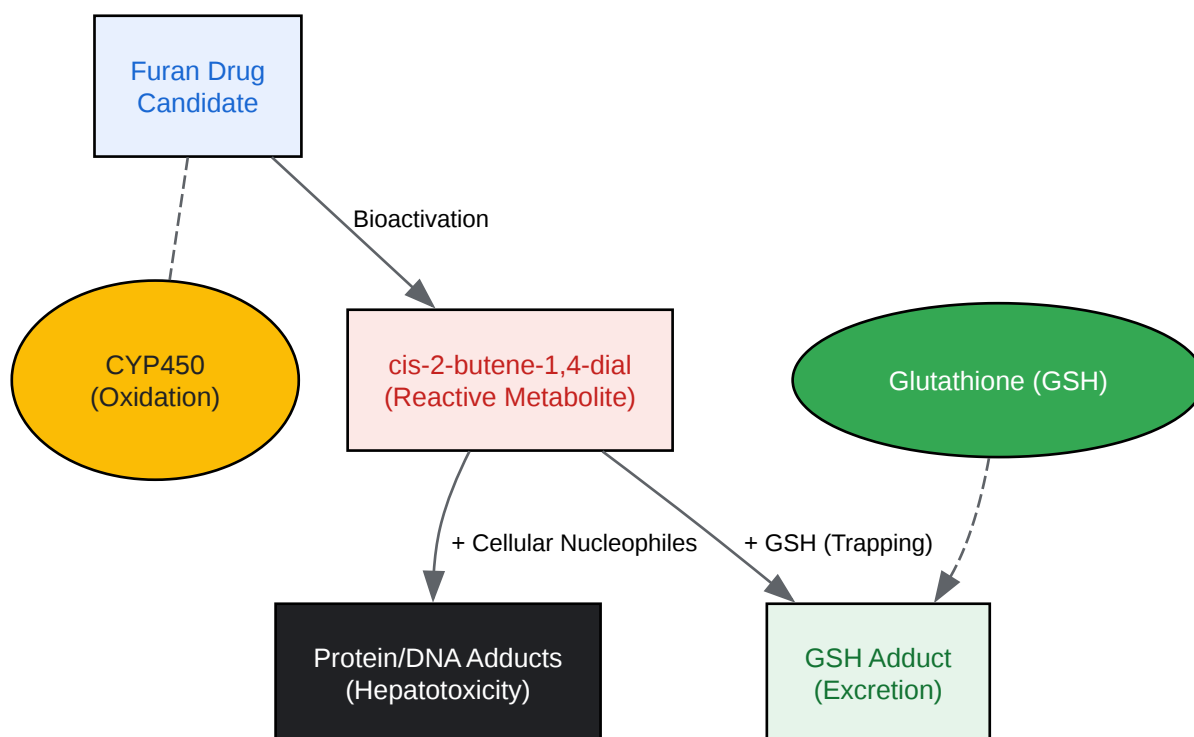 Furan Drug
Candidate
Bioactivation
CYP450
(Oxidation)
cis-2-butene-1,4-dial
(Reactive Metabolite)
Glutathione (GSH)
+ Cellular Nucleophiles
+ GSH (Trapping)
Protein/DNA Adducts
(Hepatotoxicity)
GSH Adduct
(Excretion)